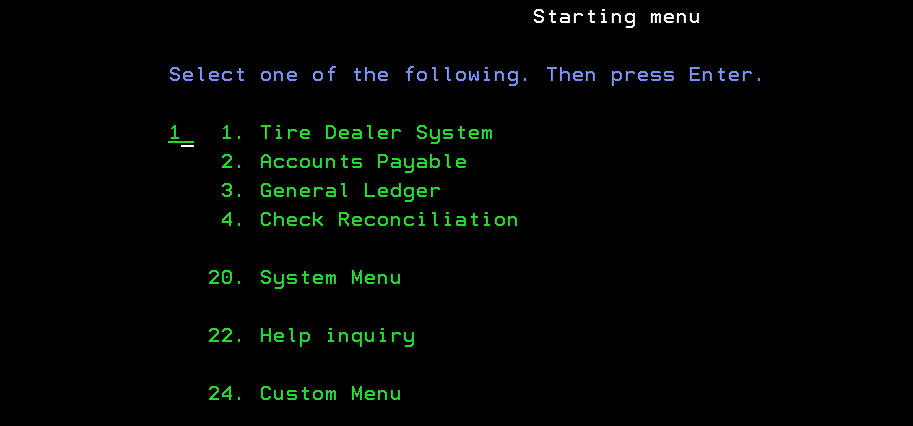 Starting menu
Select one of the following. Then press Enter.
1_ 1. Tire Dealer System
2. Accounts Payable
3. General Ledger
4. Check Reconciliation
20. System Menu
22. Help inquiry
24. Custom Menu